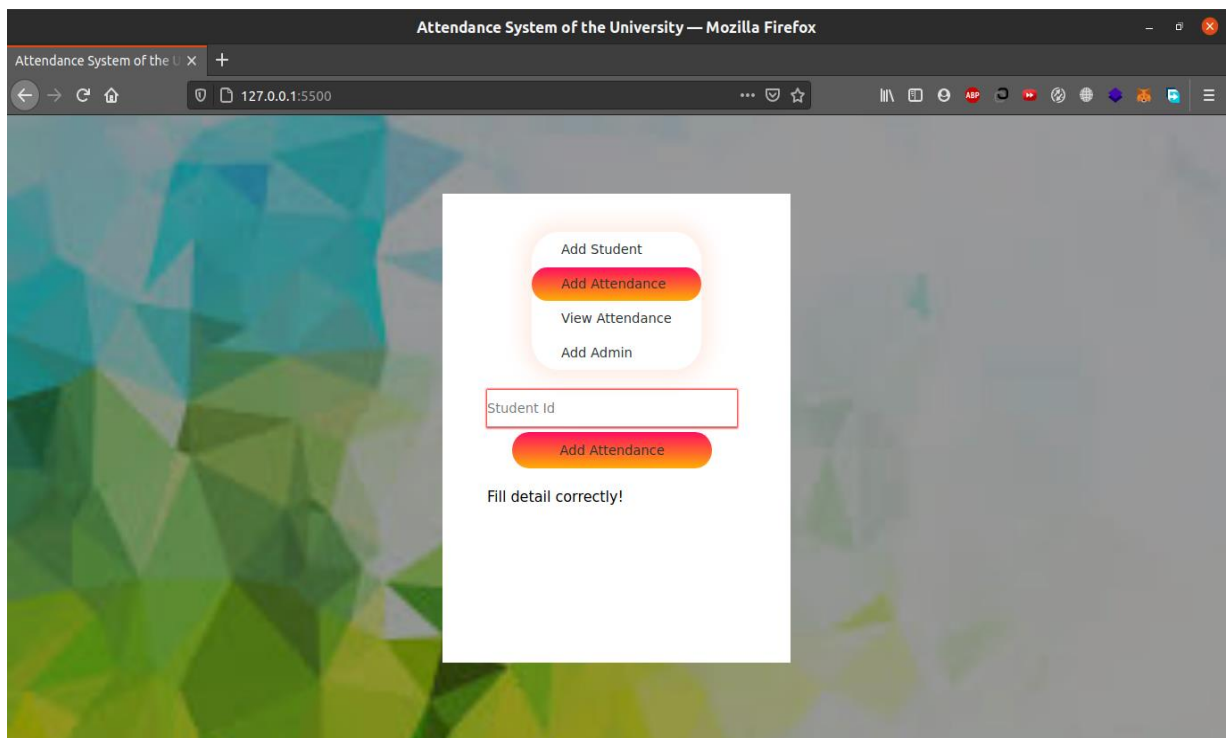 Attendance System of the University — Mozilla Firefox
Attendance System of the U
127.0.0.1:5500
ABP
Add Student
Add Attendance
View Attendance
Add Admin
Student Id
Add Attendance
Fill detail correctly!